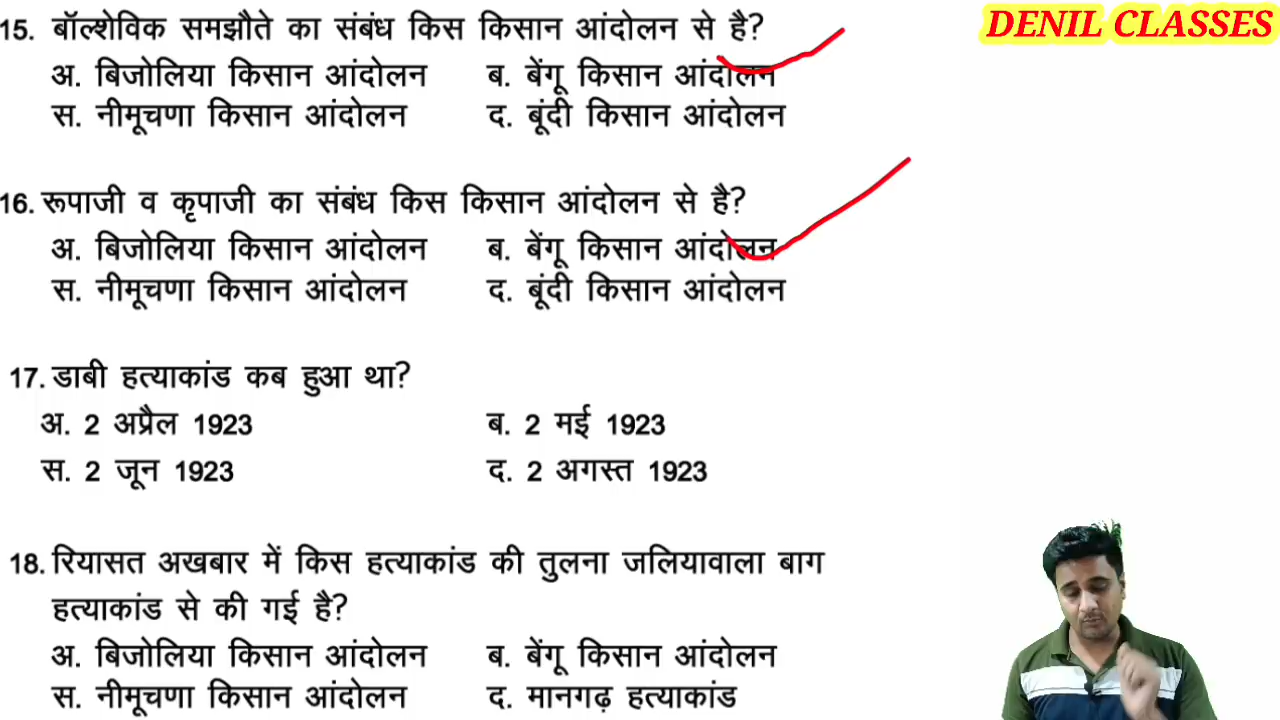 DENIL CLASSES
15. बॉल्शेविक समझौते का संबंध किस किसान आंदोलन से है?
अ. बिजोलिया किसान आंदोलन ब. बेंगू किसान आंदोलन
स. नीमूचणा किसान आंदोलन द. बूंदी किसान आंदोलन
16. रूपाजी व कृपाजी का संबंध किस किसान आंदोलन से है?
अ. बिजोलिया किसान आंदोलन ब. बेंगू किसान आंदोलन
स. नीमूचणा किसान आंदोलन द. बूंदी किसान आंदोलन
17. डाबी हत्याकांड कब हुआ था?
अ. 2 अप्रैल 1923 ब. 2 मई 1923
स. 2 जून 1923 द. 2 अगस्त 1923
18. रियासत अखबार में किस हत्याकांड की तुलना जलियावाला बाग
हत्याकांड से की गई है?
अ. बिजोलिया किसान आंदोलन ब. बेंगू किसान आंदोलन
स. नीमूचणा किसान आंदोलन द. मानगढ़ हत्याकांड